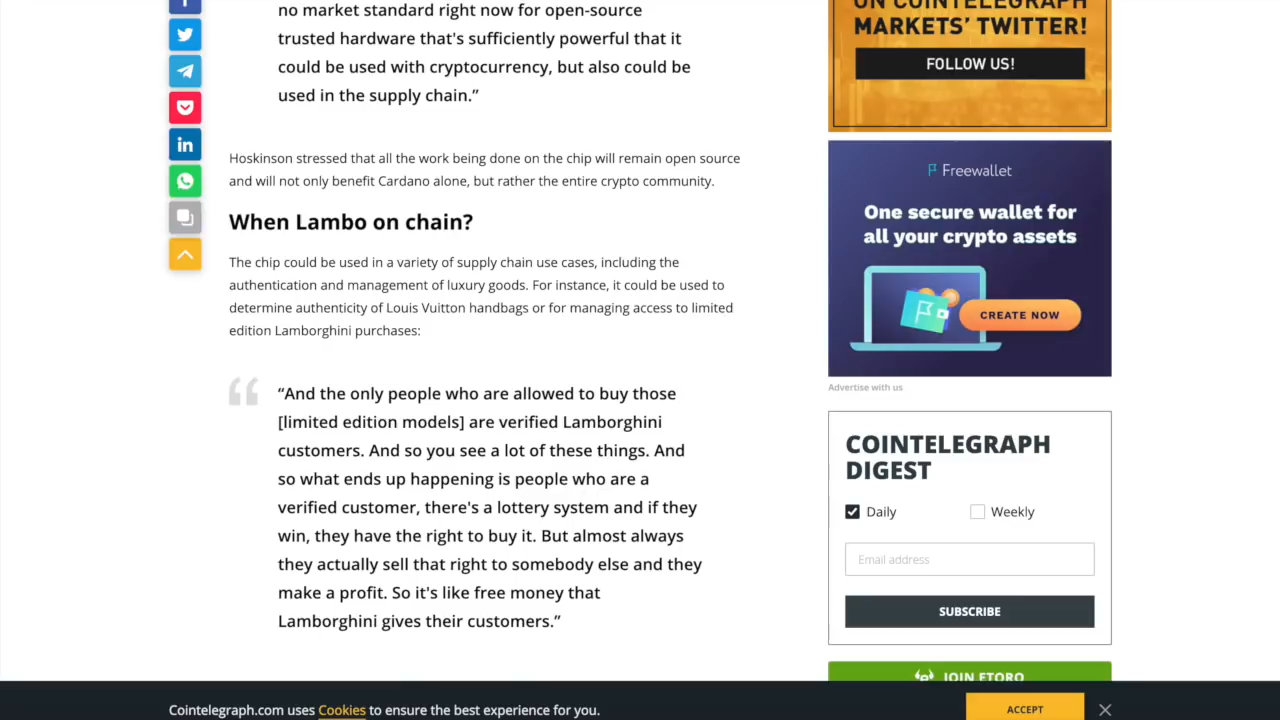 no market standard right now for open-source
trusted hardware that's sufficiently powerful that it
could be used with cryptocurrency, but also could be
used in the supply chain.”
Hoskinson stressed that all the work being done on the chip will remain open source
and will not only benefit Cardano alone, but rather the entire crypto community.
When Lambo on chain?
The chip could be used in a variety of supply chain use cases, including the
authentication and management of luxury goods. For instance, it could be used to
determine authenticity of Louis Vuitton handbags or for managing access to limited
edition Lamborghini purchases:
“And the only people who are allowed to buy those
[limited edition models] are verified Lamborghini
customers. And so you see a lot of these things. And
so what ends up happening is people who are a
verified customer, there's a lottery system and if they
win, they have the right to buy it. But almost always
they actually sell that right to somebody else and they
make a profit. So it's like free money that
Lamborghini gives their customers.”
ON COINTELEGRAPH
MARKETS’ TWITTER!
FOLLOW US!
Freewallet
One secure wallet for
all your crypto assets
CREATE NOW
Advertise with us
COINTELEGRAPH
DIGEST
Daily
Weekly
Email address
SUBSCRIBE
JOIN ETORO
Cointelegraph.com uses Cookies to ensure the best experience for you.
ACCEPT